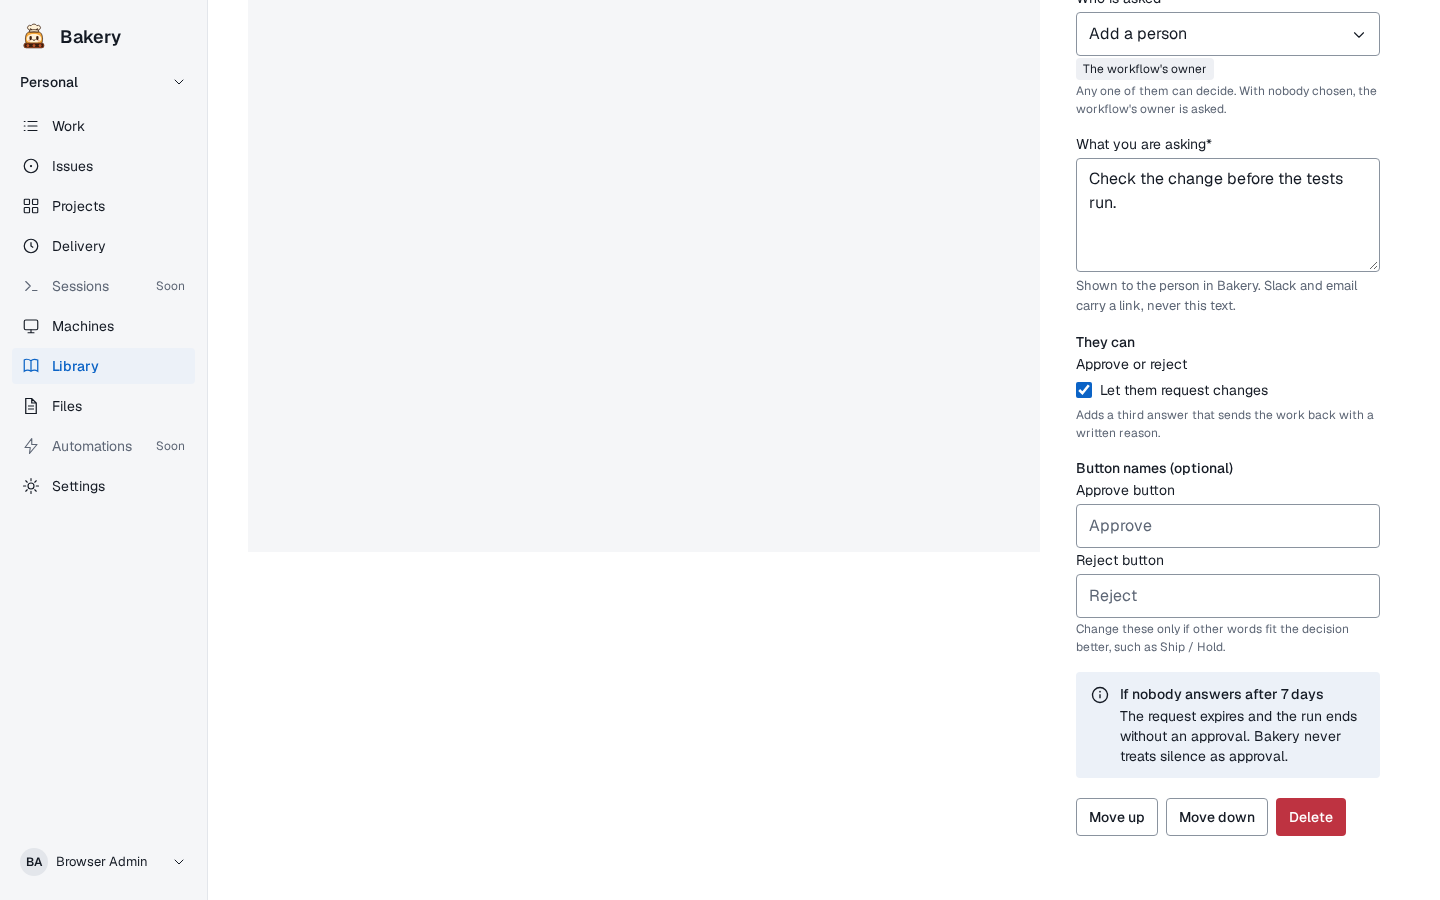 Bakery
Personal
Work
Issues
Projects
Delivery
Sessions Soon
Machines
Library
Files
Automations Soon
Settings
BA Browser Admin
Who is asked
Add a person
The workflow's owner
Any one of them can decide. With nobody chosen, the
workflow's owner is asked.
What you are asking*
Check the change before the tests
run.
Shown to the person in Bakery. Slack and email
carry a link, never this text.
They can
Approve or reject
Let them request changes
Adds a third answer that sends the work back with a
written reason.
Button names (optional)
Approve button
Approve
Reject button
Reject
Change these only if other words fit the decision
better, such as Ship / Hold.
If nobody answers after 7 days
The request expires and the run ends
without an approval. Bakery never
treats silence as approval.
Move up Move down Delete